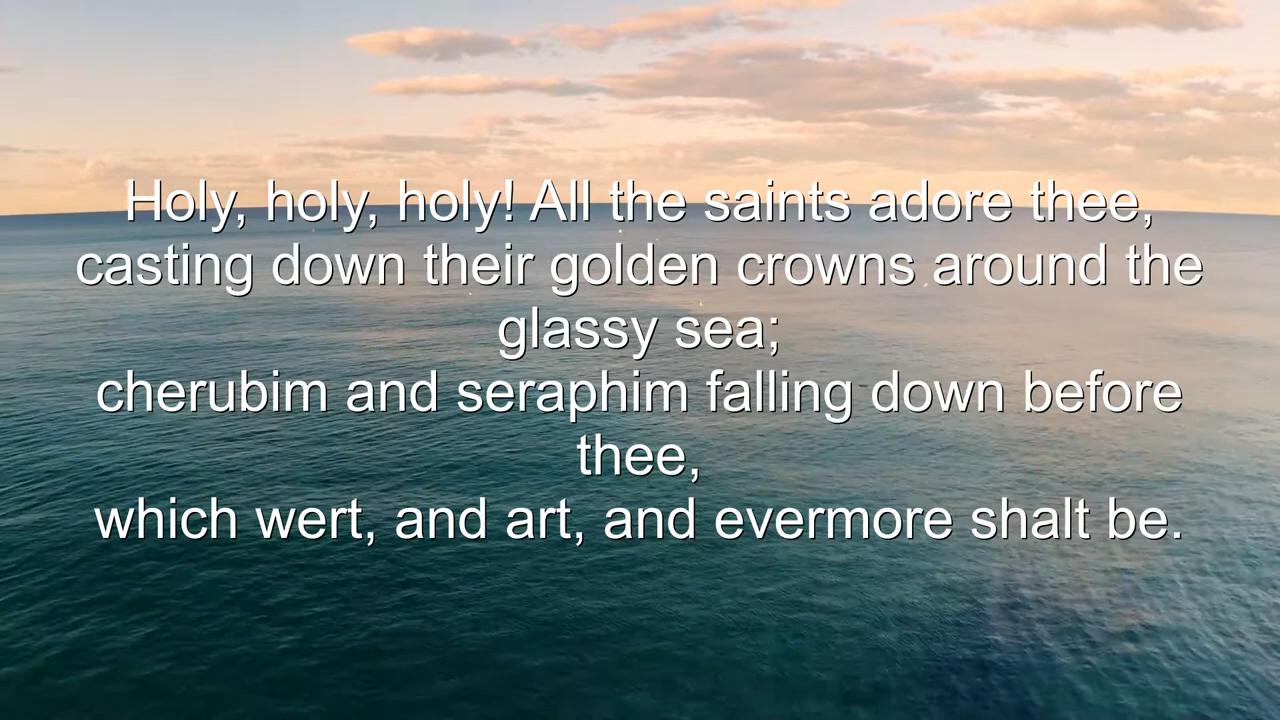 Holy, holy, holy! All the saints adore thee,
casting down their golden crowns around the
glassy sea;
cherubim and seraphim falling down before
thee,
which wert, and art, and evermore shalt be.